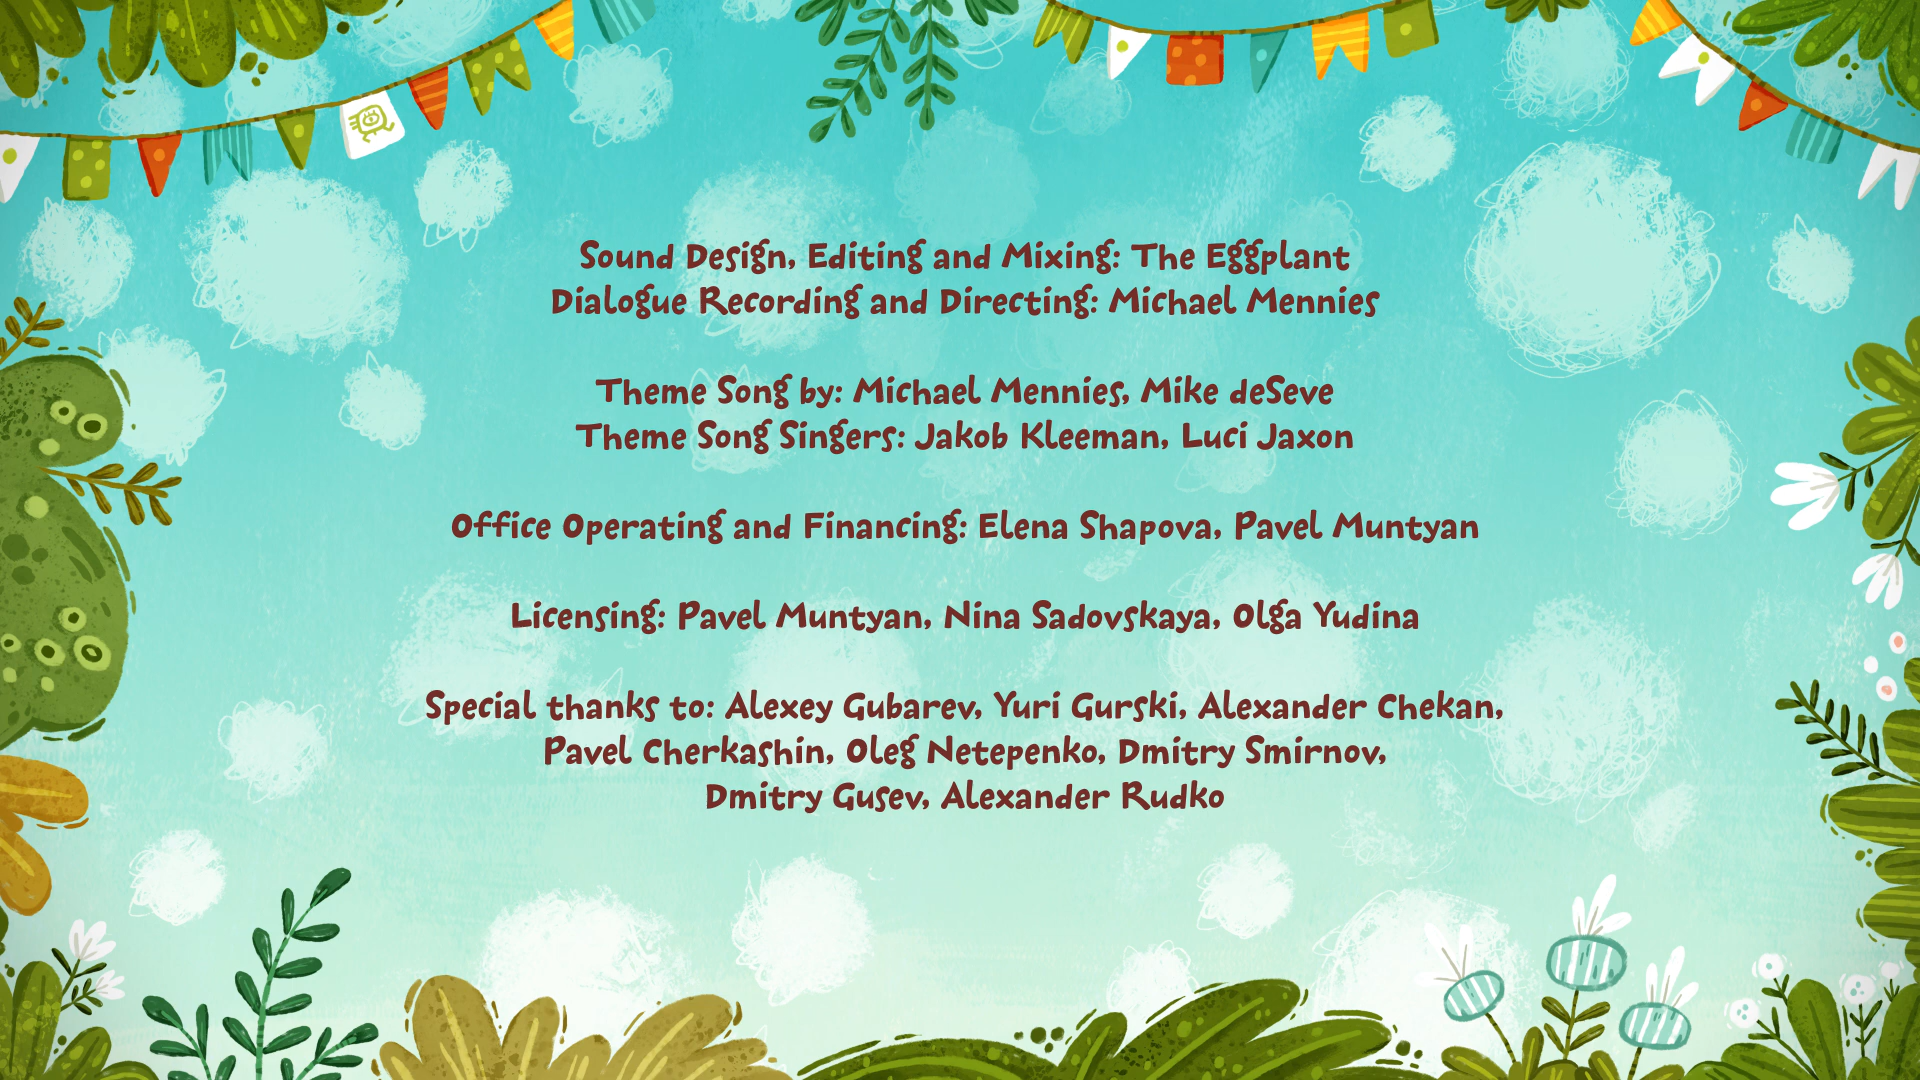 Sound Design, Editing and Mixing: The Eggplant
Dialogue Recording and Directing: Michael Mennies
Theme Song by: Michael Mennies, Mike deSeve
Theme Song Singers: Jakob Kleeman, Luci Jaxon
Office Operating and Financing: Elena Shapova, Pavel Muntyan
Licensing: Pavel Muntyan, Nina Sadovskaya, Olga Yudina
Special thanks to: Alexey Gubarev, Yuri Gurski, Alexander Chekan,
Pavel Cherkashin, Oleg Netepenko, Dmitry Smirnov,
Dmitry Gusev, Alexander Rudko